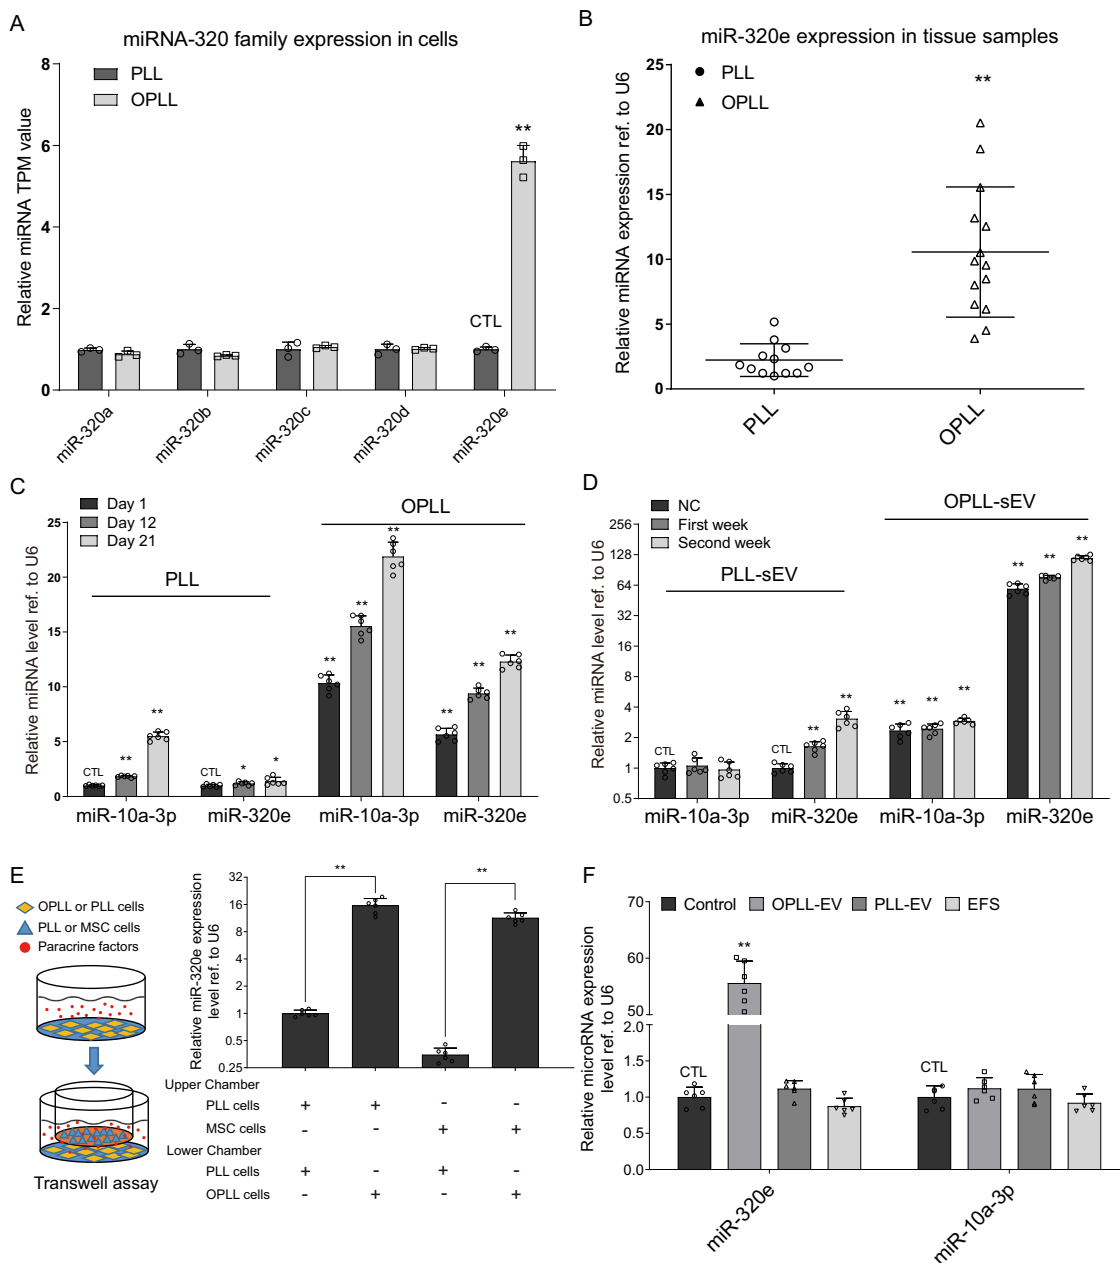 A
miRNA-320 family expression in cells
Relative miRNA TPM value
8
6
4
2
0
PLL
OPLL
**
CTL
miR-320a
miR-320b
miR-320c
miR-320d
miR-320e
B
miR-320e expression in tissue samples
Relative miRNA expression ref. to U6
25
20
15
10
5
0
PLL
OPLL
**
PLL
OPLL
C
Relative miRNA level ref. to U6
25
20
15
10
5
0
Day 1
Day 12
Day 21
PLL
OPLL
CTL
**
**
CTL
*
*
**
**
**
**
**
**
miR-10a-3p
miR-320e
miR-10a-3p
miR-320e
D
Relative miRNA level ref. to U6
256
128
64
32
16
8
4
2
1
0.5
NC
First week
Second week
PLL-sEV
OPLL-sEV
CTL
CTL
**
**
**
**
**
**
**
**
miR-10a-3p
miR-320e
miR-10a-3p
miR-320e
E
OPLL or PLL cells
PLL or MSC cells
Paracrine factors
Transwell assay
Relative miR-320e expression
level ref. to U6
32
16
8
4
2
1
0.5
0.25
**
**
Upper Chamber
PLL cells + + - -
MSC cells - - + +
Lower Chamber
PLL cells + - + -
OPLL cells - + - +
F
Relative microRNA expression
level ref. to U6
70
60
50
2.0
1.5
1.0
0.5
0.0
Control
OPLL-EV
PLL-EV
EFS
CTL
**
CTL
miR-320e
miR-10a-3p